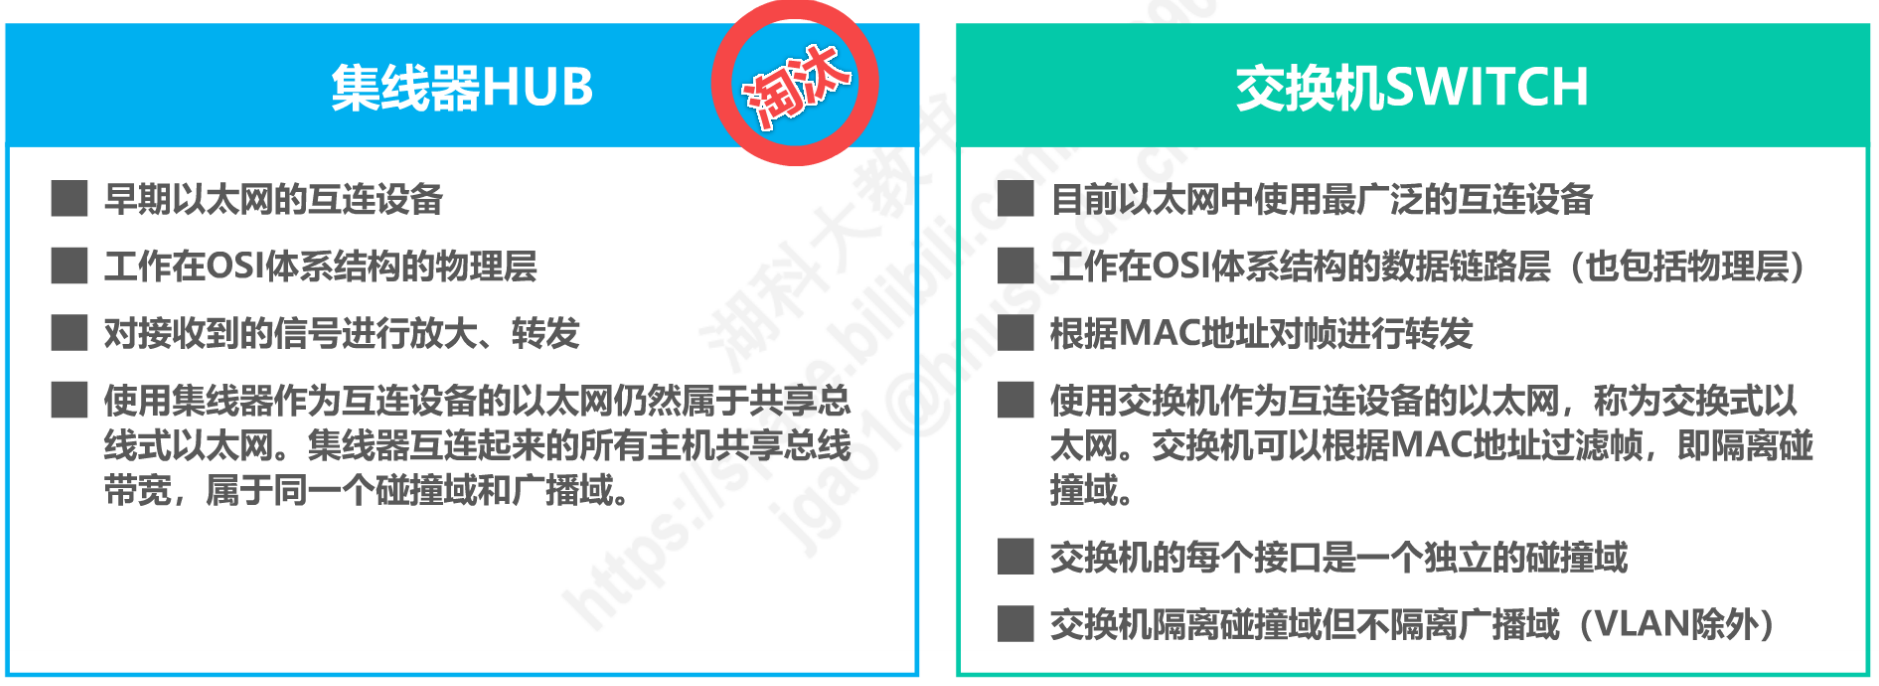 集线器HUB
淘汰
早期以太网的互连设备
工作在OSI体系结构的物理层
对接收到的信号进行放大、转发
使用集线器作为互连设备的以太网仍然属于共享总
线式以太网。集线器互连起来的所有主机共享总线
带宽，属于同一个碰撞域和广播域。
交换机SWITCH
目前以太网中使用最广泛的互连设备
工作在OSI体系结构的数据链路层（也包括物理层）
根据MAC地址对帧进行转发
使用交换机作为互连设备的以太网，称为交换式以
太网。交换机可以根据MAC地址过滤帧，即隔离碰
撞域。
交换机的每个接口是一个独立的碰撞域
交换机隔离碰撞域但不隔离广播域（VLAN除外）
湖科大教书
https://space.bilibili.com